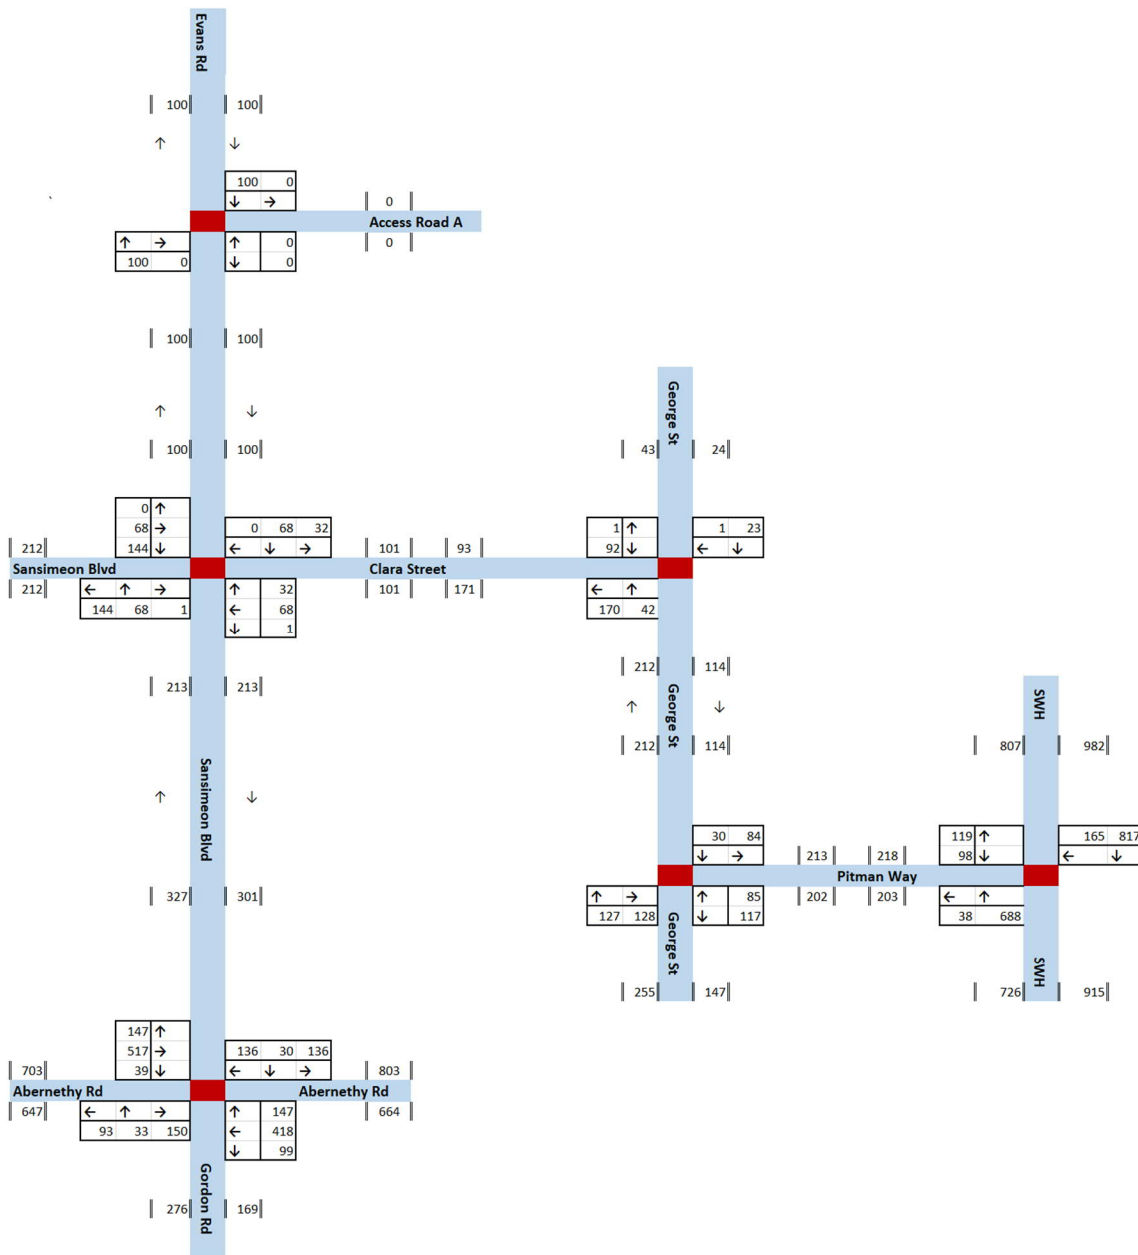 Evans Rd
100 100
↑ ↓
100 0
↓ →
0
Access Road A
↑ → ↑ 0 0
100 0 ↓ 0
100 100
↑ ↓
George St
100 100 43 24
0 ↑
68 → 0 68 32 1 ↑ 1 23
212 144 ↓ ← ↓ → 101 93 92 ↓ ← ↓
Sansimeon Blvd Clara Street
212 ← ↑ → ↑ 32 101 171 ← ↑
144 68 1 ← 68 170 42
↓ 1
212 114
213 213 George St SWH
↑ ↓
212 114 807 982
Sansimeon Blvd
↑ ↓
30 84 119 ↑ 165 817
↓ → 213 218 98 ↓ ← ↓
Pitman Way
327 301 ↑ → ↑ 85 202 203 ← ↑
127 128 ↓ 117 38 688
George St SWH
255 147 726 915
147 ↑
517 → 136 30 136
703 39 ↓ ← ↓ → 803
Abernethy Rd Abernethy Rd
647 ← ↑ → ↑ 147 664
93 33 150 ← 418
↓ 99
Gordon Rd
276 169